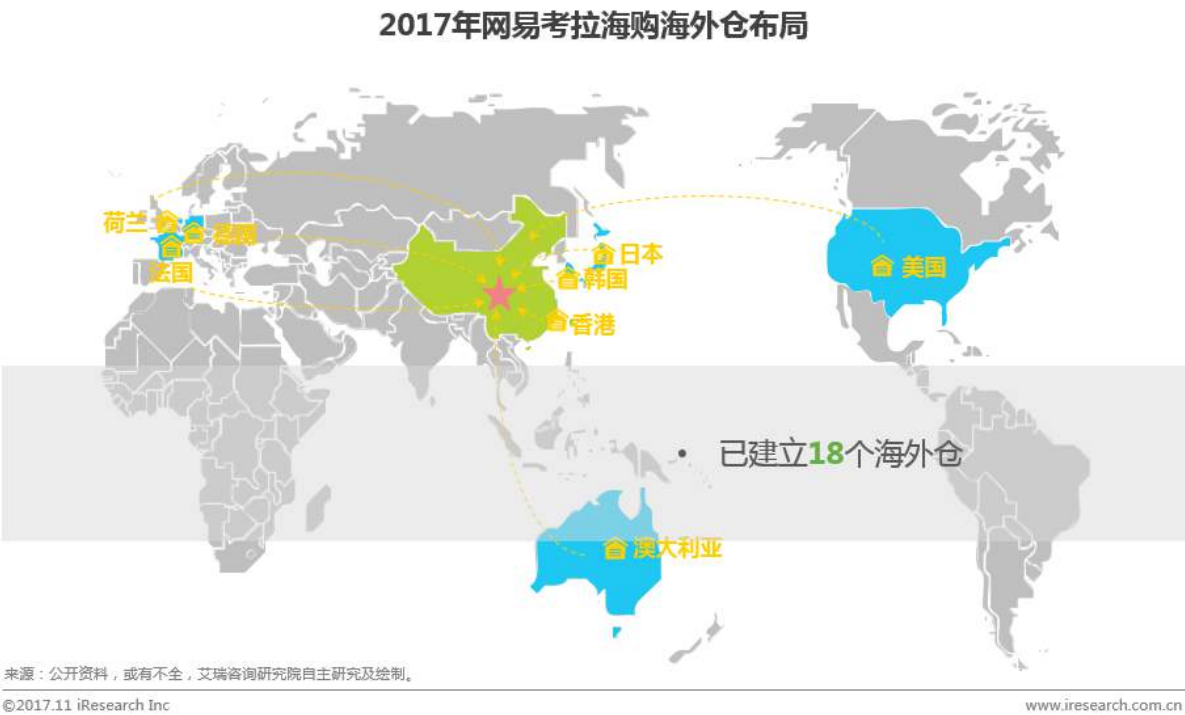 2017年网易考拉海购海外仓布局
荷兰
德国
法国
日本
韩国
香港
美国
• 已建立18个海外仓
澳大利亚
来源：公开资料，或有不全，艾瑞咨询研究院自主研究及绘制。
©2017.11 iResearch Inc
www.iresearch.com.cn